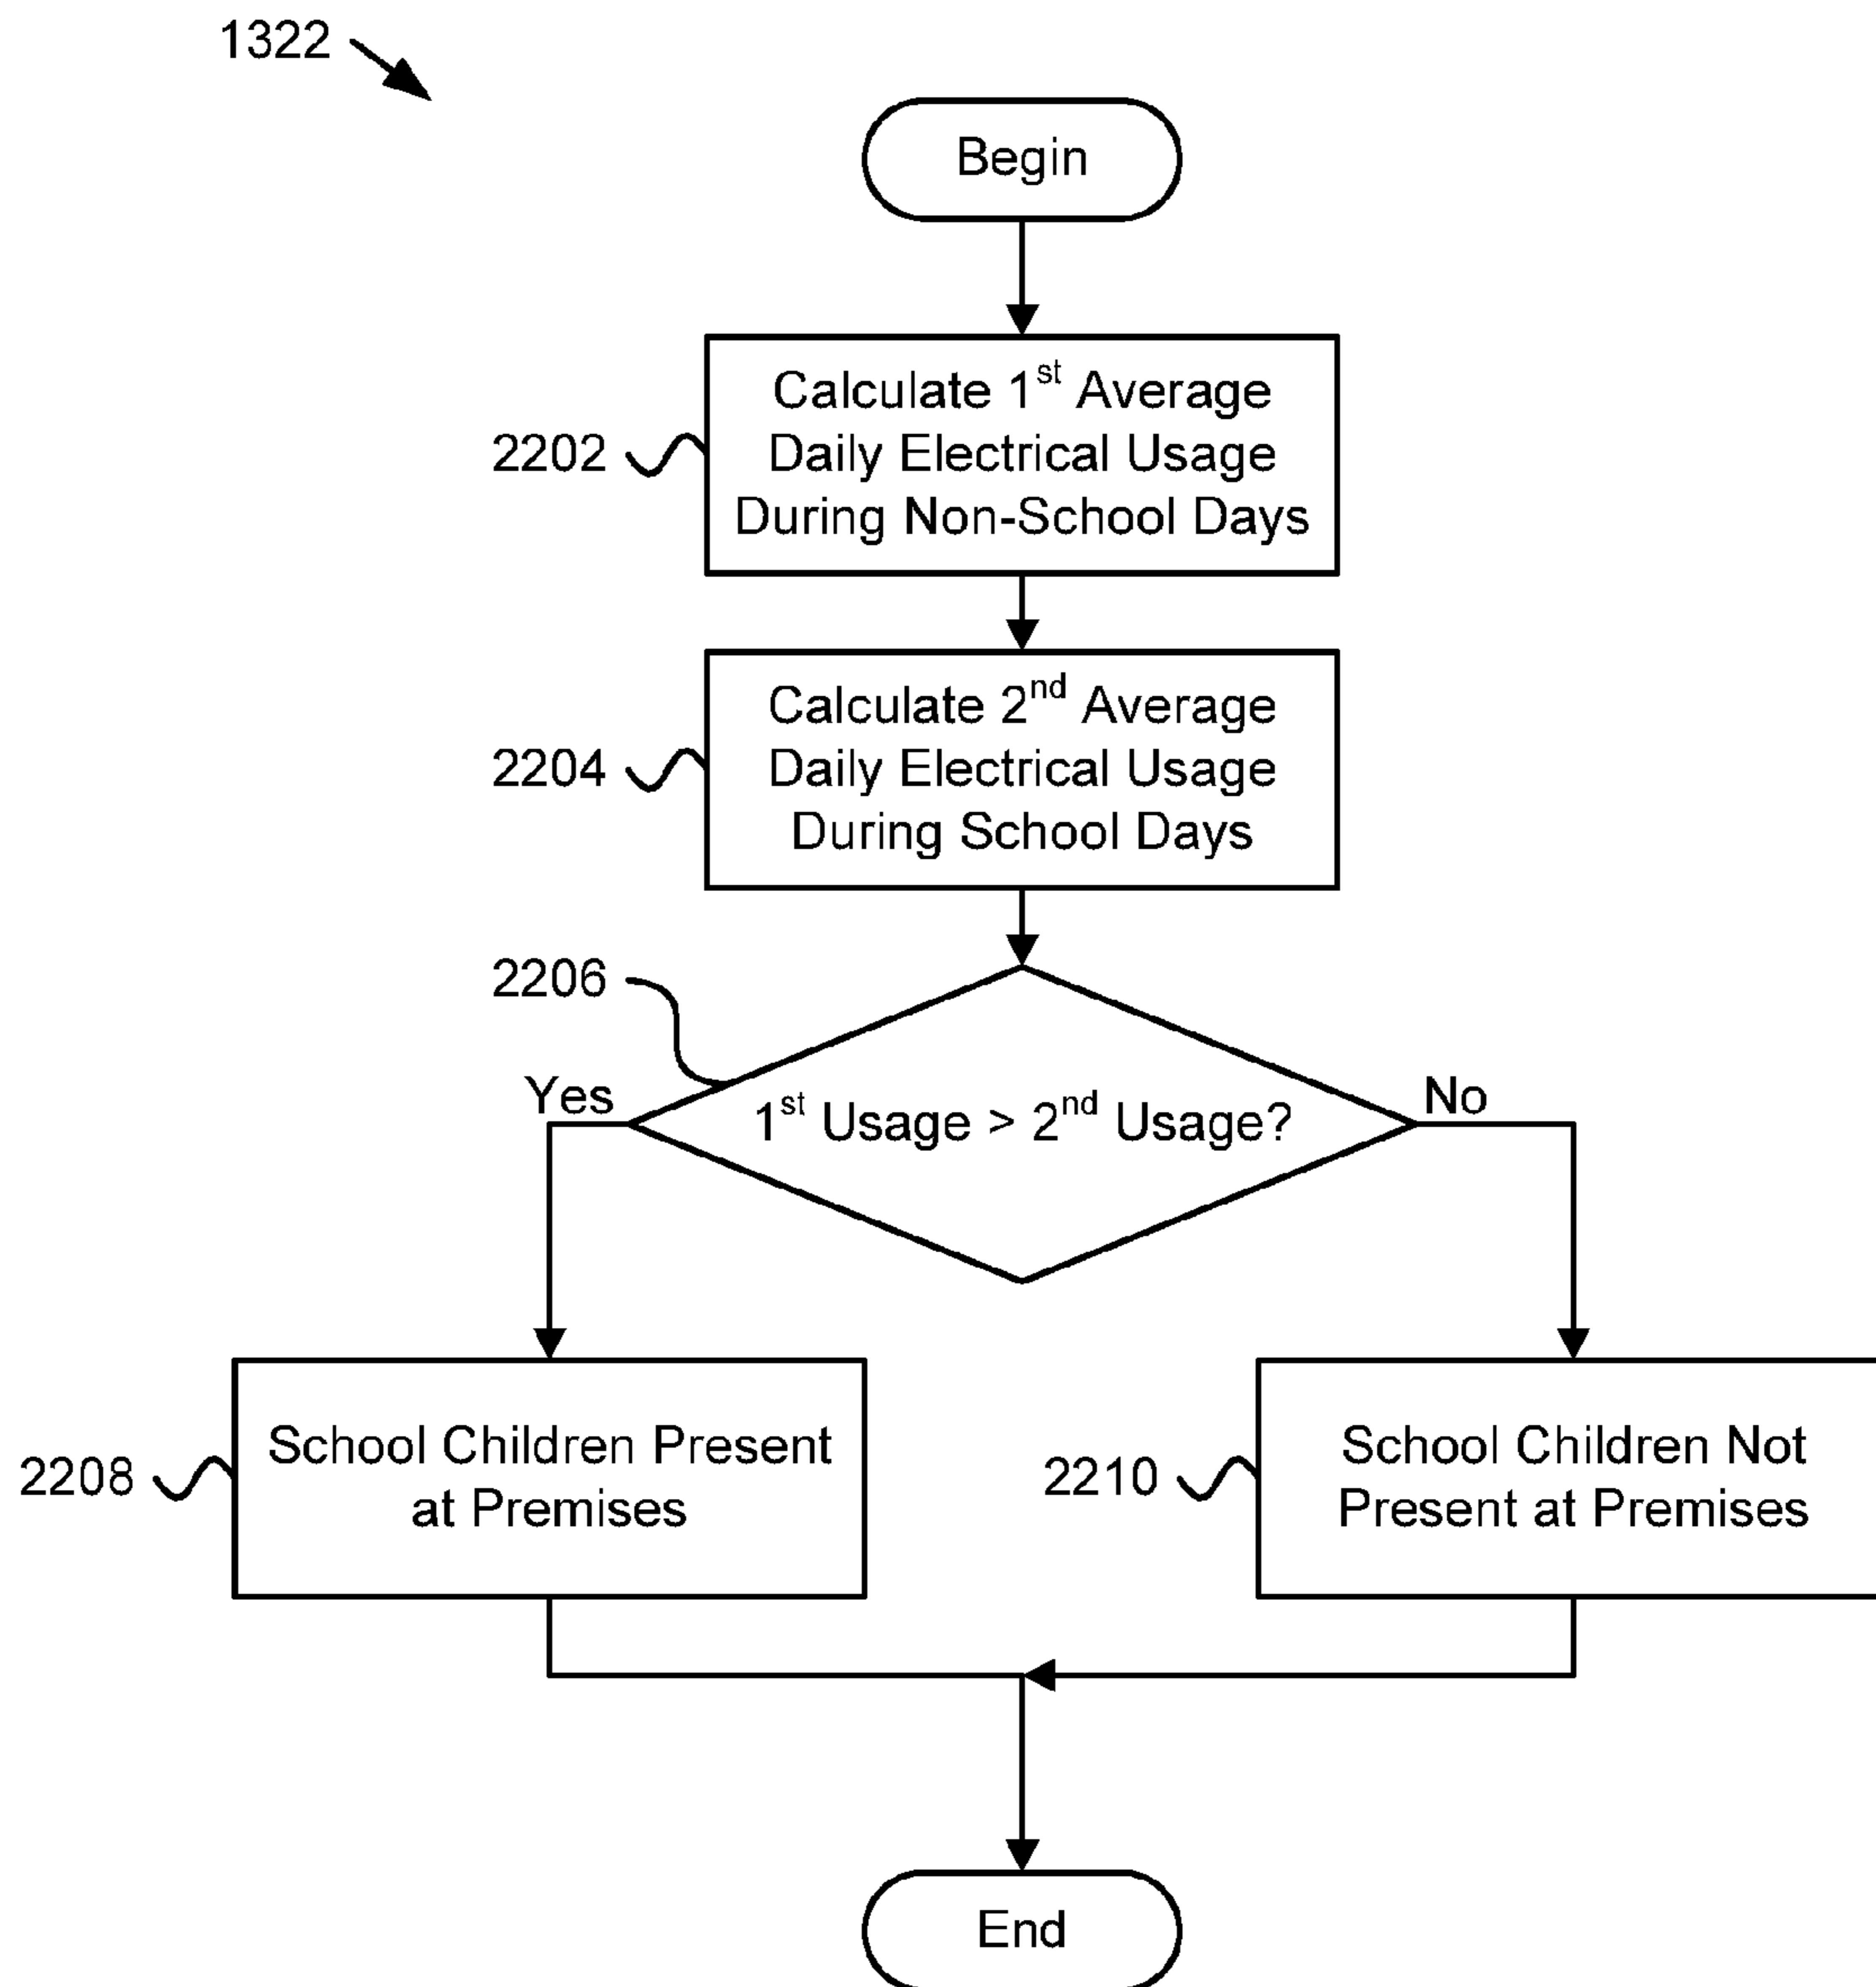 1322
Begin
2202
Calculate 1st Average
Daily Electrical Usage
During Non-School Days
2204
Calculate 2nd Average
Daily Electrical Usage
During School Days
2206
Yes
1st Usage > 2nd Usage?
No
2208
School Children Present
at Premises
2210
School Children Not
Present at Premises
End